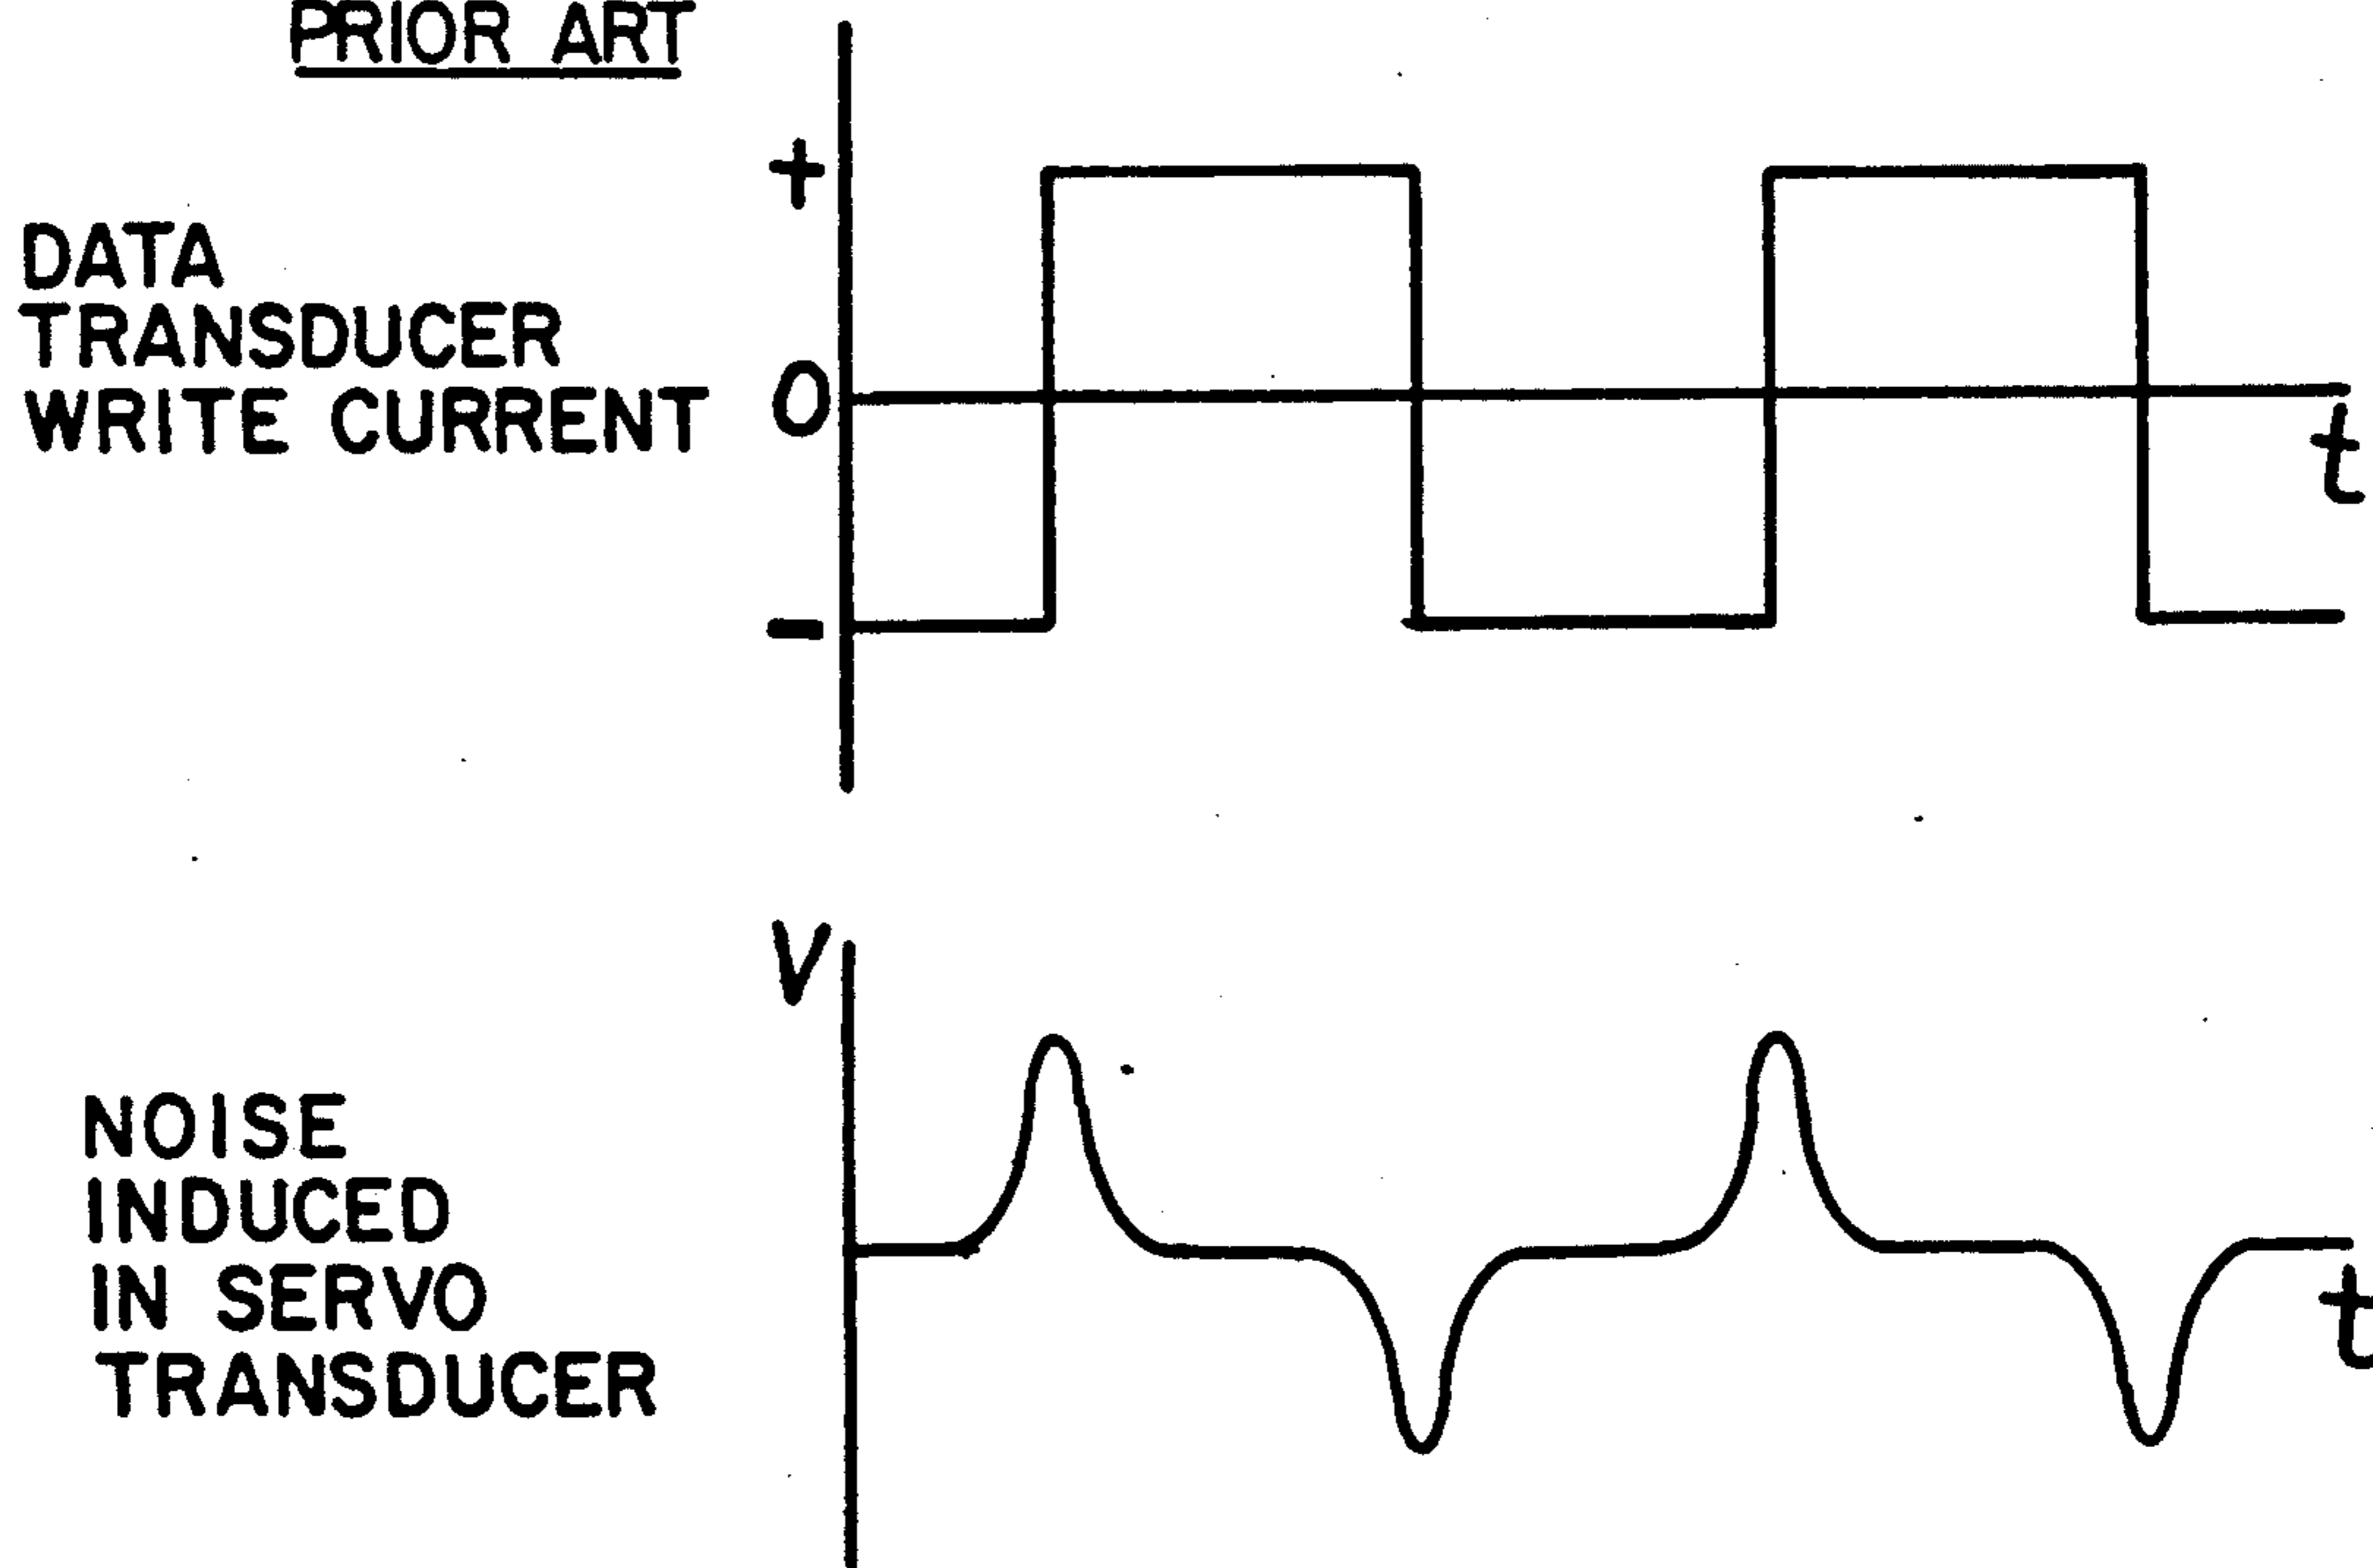 PRIOR ART
+
DATA
TRANSDUCER
WRITE CURRENT
0
t
−
V
NOISE
INDUCED
IN SERVO
TRANSDUCER
t